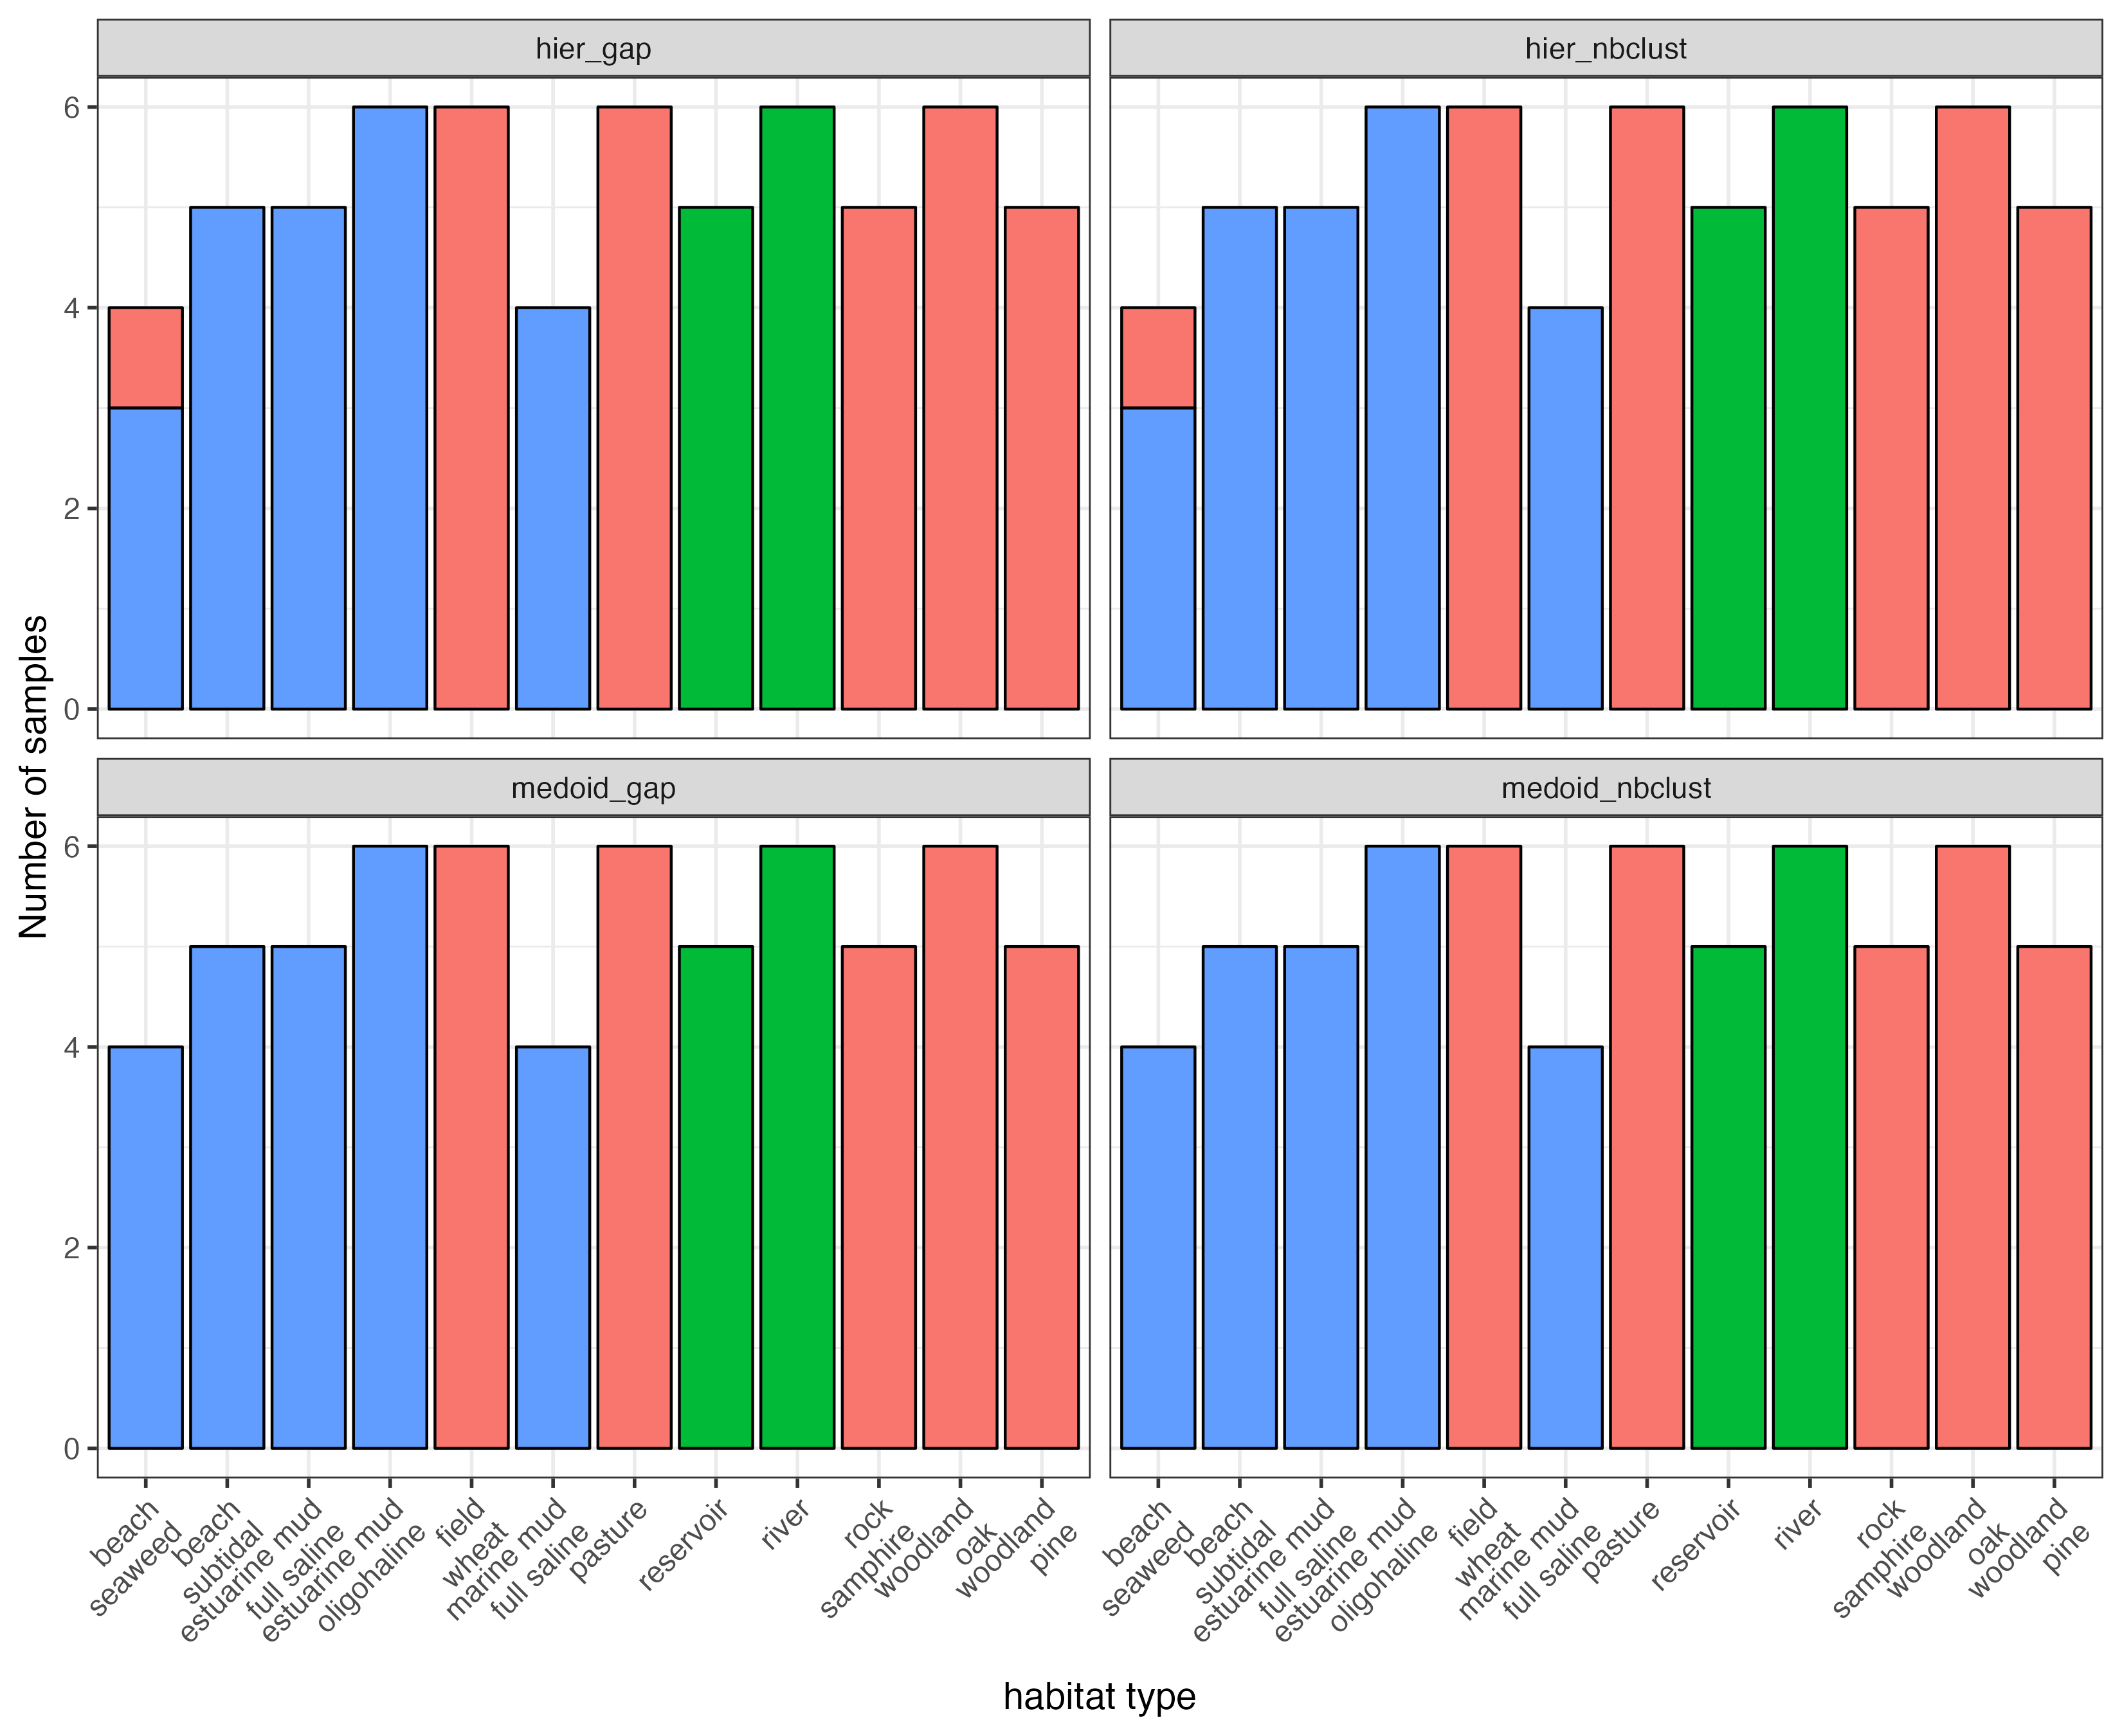 hier_gap
hier_nbclust
6
4
2
0
medoid_gap
medoid_nbclust
6
4
2
0
Number of samples
beach
seaweed
beach
subtidal
estuarine mud
full saline
estuarine mud
oligohaline
field
wheat
marine mud
full saline
pasture
reservoir
river
rock
samphire
woodland
oak
woodland
pine
beach
seaweed
beach
subtidal
estuarine mud
full saline
estuarine mud
oligohaline
field
wheat
marine mud
full saline
pasture
reservoir
river
rock
samphire
woodland
oak
woodland
pine
habitat type